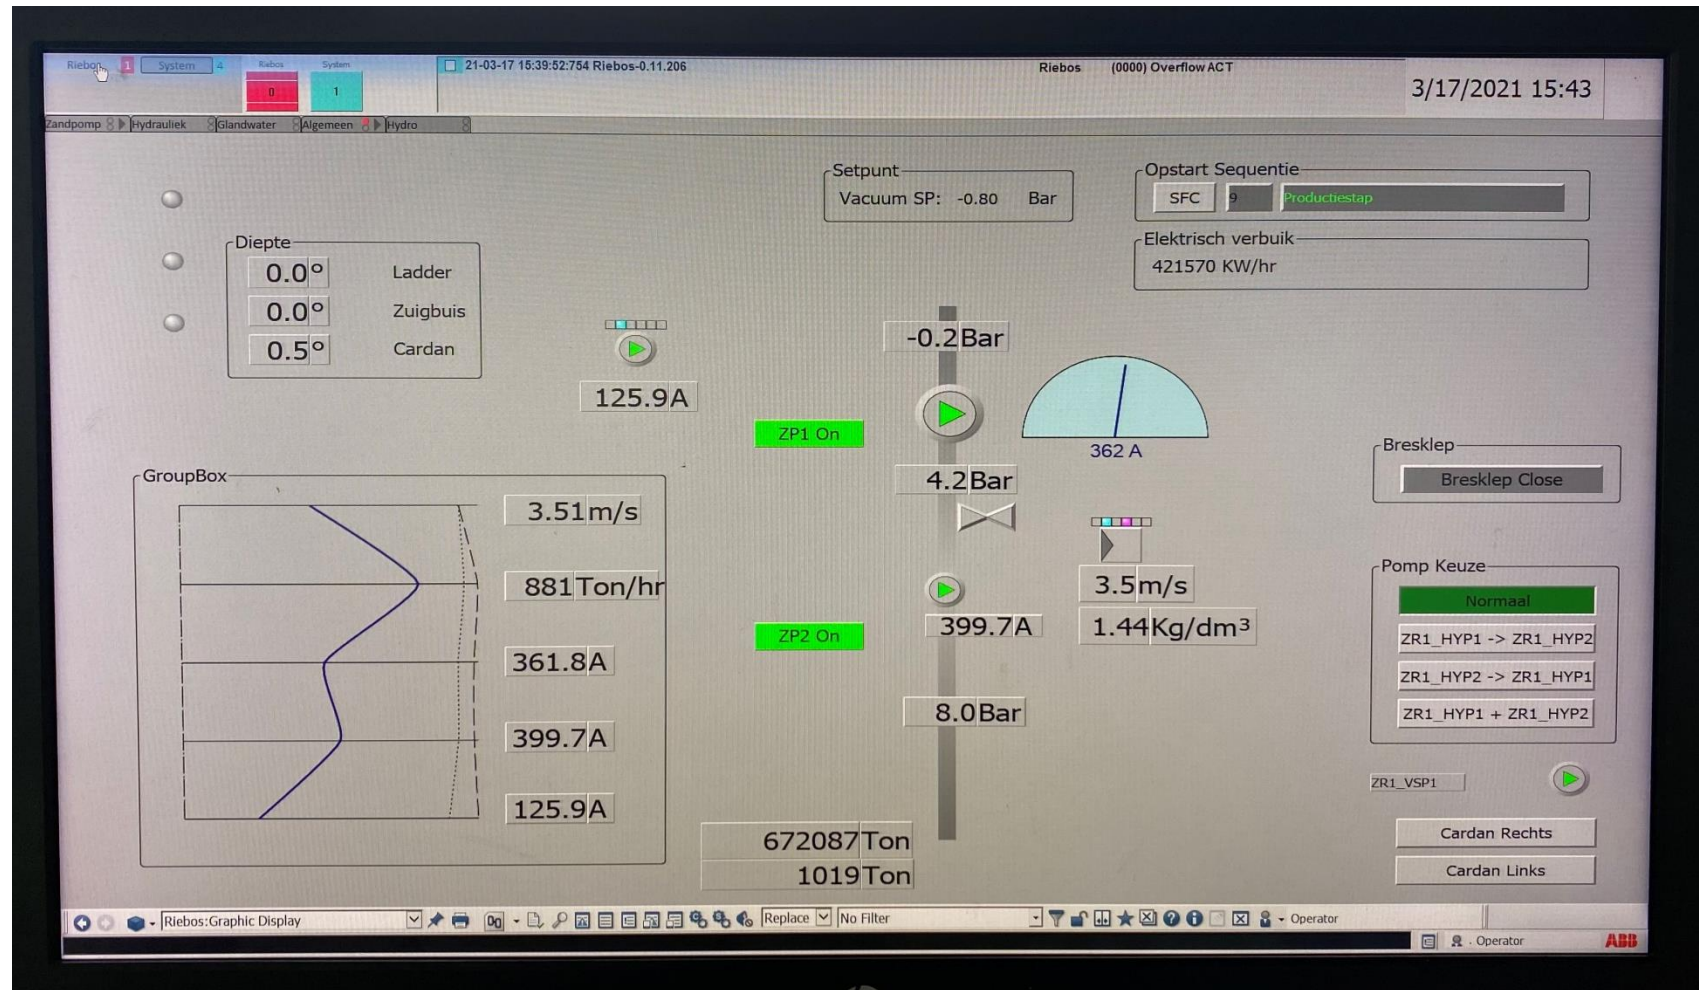 Riebos 1 System 4
Riebos System
0 1
21-03-17 15:39:52:754 Riebos-0.11.206 Riebos (0000) Overflow ACT
3/17/2021 15:43
Zandpomp Hydrauliek Glandwater Algemeen Hydro
Setpunt
Vacuum SP: -0.80 Bar
Opstart Sequentie
SFC 9 Productiestap
Elektrisch verbuik
421570 KW/hr
Diepte
0.0° Ladder
0.0° Zuigbuis
0.5° Cardan
125.9A
-0.2Bar
ZP1 On
362 A
4.2Bar
Bresklep
Bresklep Close
GroupBox
3.51m/s
881Ton/hr
361.8A
399.7A
125.9A
ZP2 On
399.7A
3.5m/s
1.44Kg/dm³
8.0Bar
Pomp Keuze
Normaal
ZR1_HYP1 -> ZR1_HYP2
ZR1_HYP2 -> ZR1_HYP1
ZR1_HYP1 + ZR1_HYP2
ZR1_VSP1
672087Ton
1019Ton
Cardan Rechts
Cardan Links
Riebos:Graphic Display Replace No Filter Operator
Operator ABB